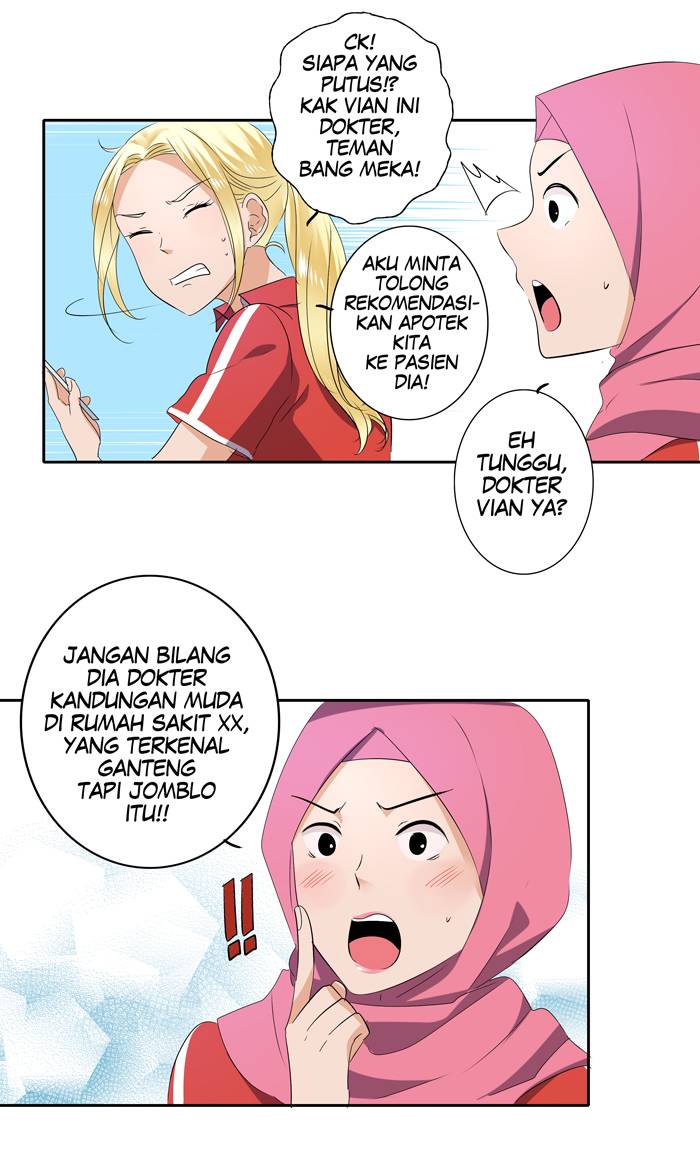 CK!
SIAPA YANG
PUTUS!?
KAK VIAN INI
DOKTER,
TEMAN
BANG MEKA!
AKU MINTA
TOLONG
REKOMENDASI-
KAN APOTEK
KITA
KE PASIEN
DIA!
EH
TUNGGU,
DOKTER
VIAN YA?
JANGAN BILANG
DIA DOKTER
KANDUNGAN MUDA
DI RUMAH SAKIT XX,
YANG TERKENAL
GANTENG
TAPI JOMBLO
ITU!!
!!